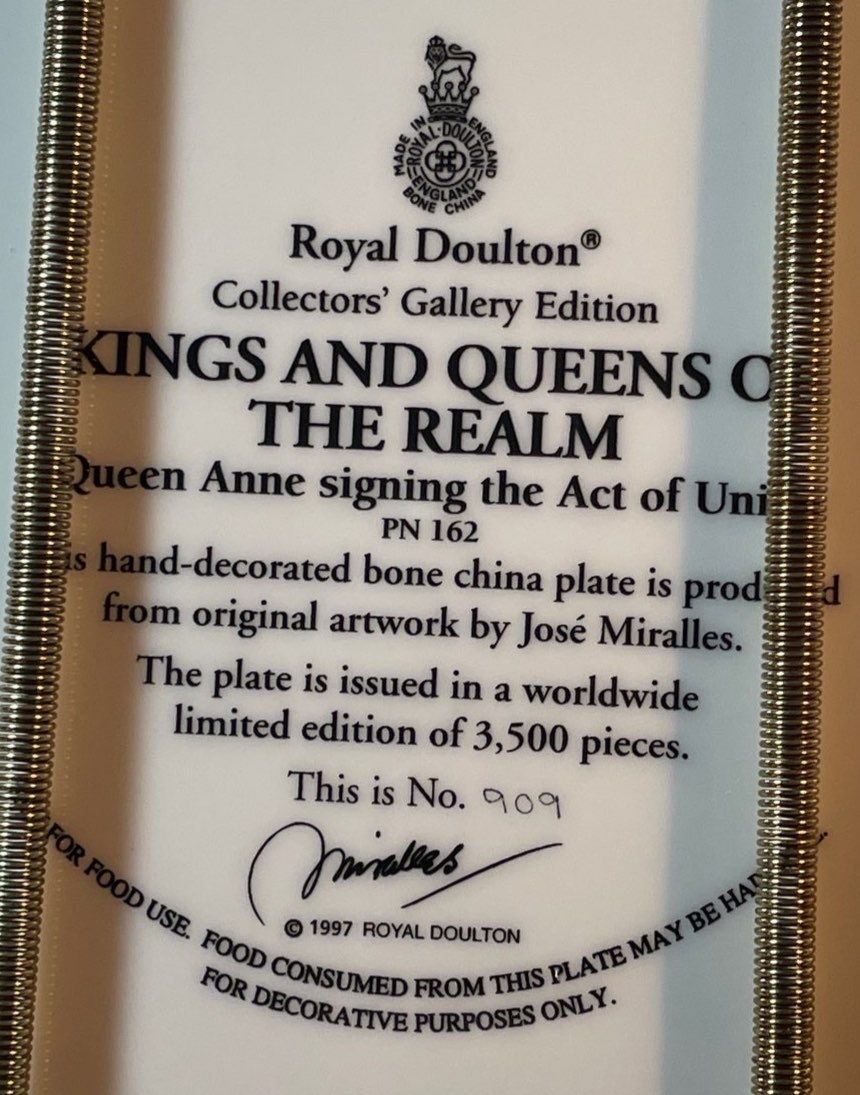 MADE IN ENGLAND
ROYAL·DOULTON
ENGLAND
BONE CHINA
Royal Doulton®
Collectors' Gallery Edition
KINGS AND QUEENS O
THE REALM
Queen Anne signing the Act of Uni
PN 162
is hand-decorated bone china plate is prod d
from original artwork by José Miralles.
The plate is issued in a worldwide
limited edition of 3,500 pieces.
This is No. 909
Miralles
© 1997 ROYAL DOULTON
FOR FOOD USE. FOOD CONSUMED FROM THIS PLATE MAY BE HA
FOR DECORATIVE PURPOSES ONLY.